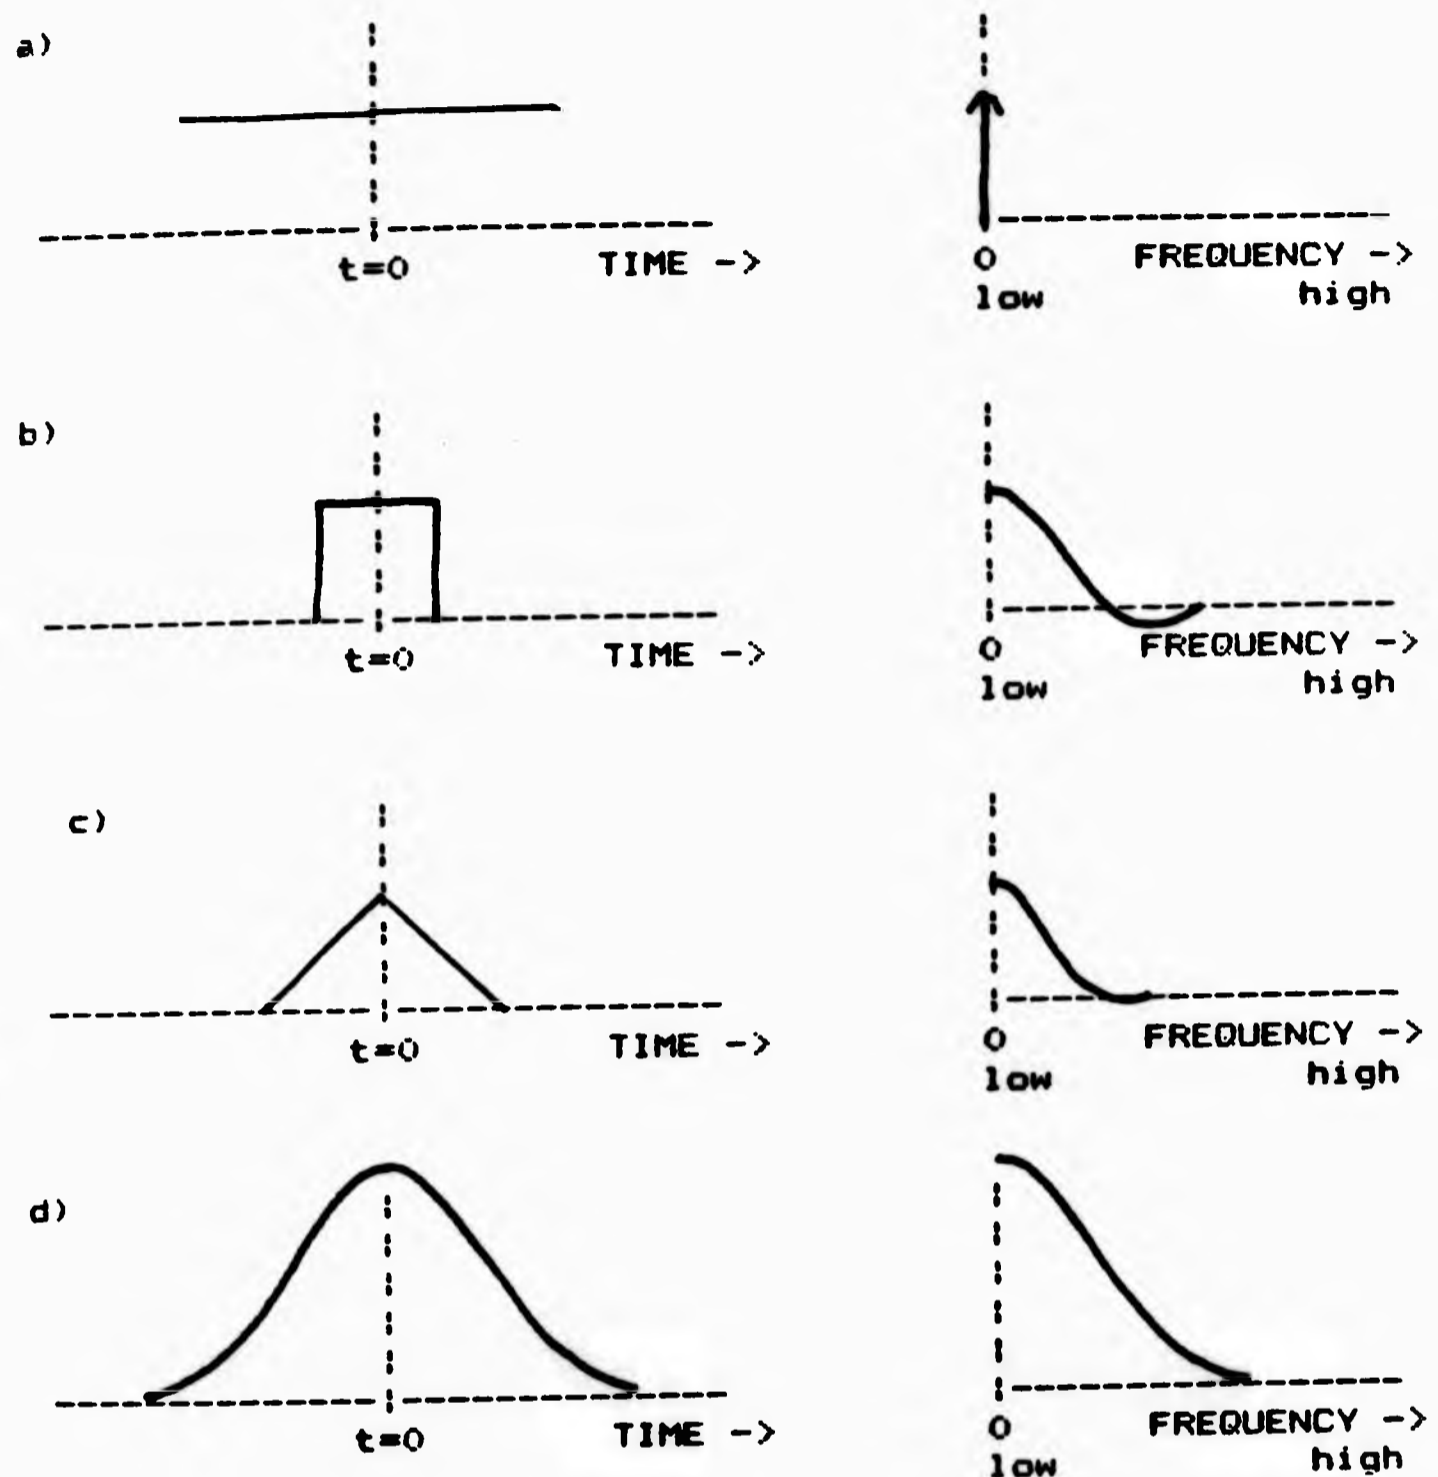 a)
t=0 TIME -> 0 FREQUENCY ->
low high
b)
t=0 TIME -> 0 FREQUENCY ->
low high
c)
t=0 TIME -> 0 FREQUENCY ->
low high
d)
t=0 TIME -> 0 FREQUENCY ->
low high